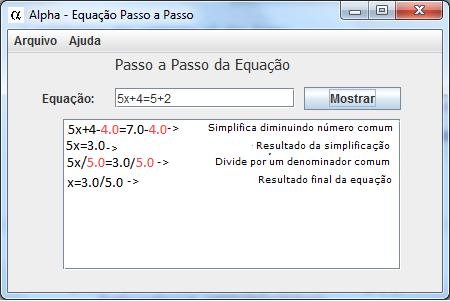 α Alpha - Equação Passo a Passo
Arquivo Ajuda
Passo a Passo da Equação
Equação: 5x+4=5+2 Mostrar
5x+4-4.0=7.0-4.0-> Simplifica diminuindo número comum
5x=3.0-> Resultado da simplificação
5x/5.0=3.0/5.0 -> Divide por um denominador comum
x=3.0/5.0 -> Resultado final da equação